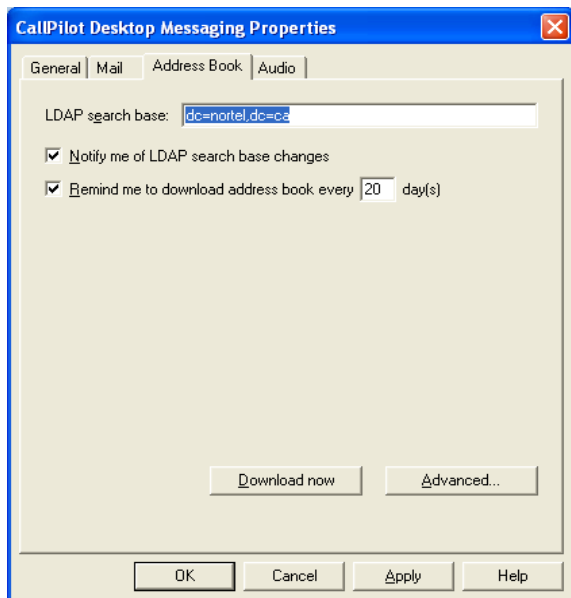 CallPilot Desktop Messaging Properties
General Mail Address Book Audio
LDAP search base: dc=nortel,dc=ca
Notify me of LDAP search base changes
Remind me to download address book every 20 day(s)
Download now Advanced...
OK Cancel Apply Help